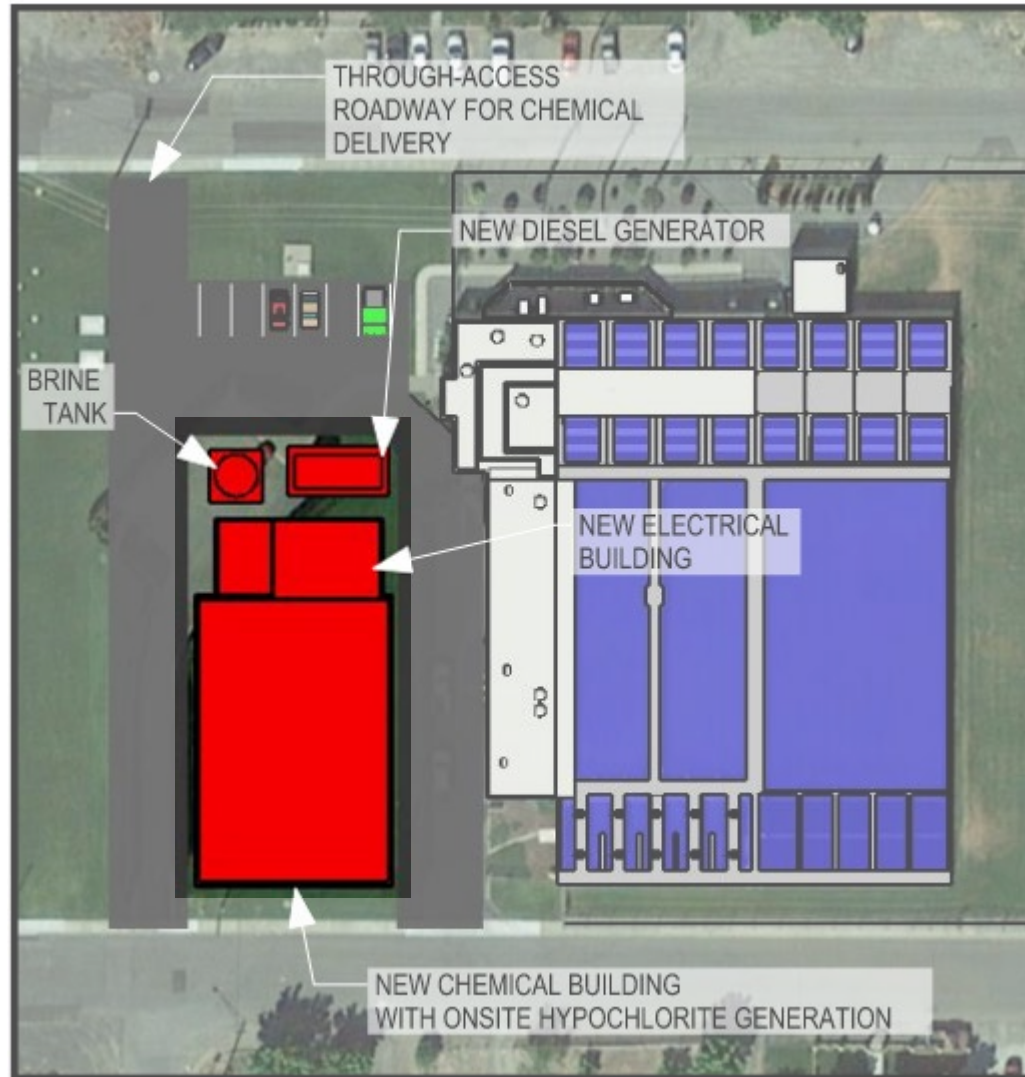 THROUGH-ACCESS
ROADWAY FOR CHEMICAL
DELIVERY
NEW DIESEL GENERATOR
BRINE
TANK
NEW ELECTRICAL
BUILDING
NEW CHEMICAL BUILDING
WITH ONSITE HYPOCHLORITE GENERATION